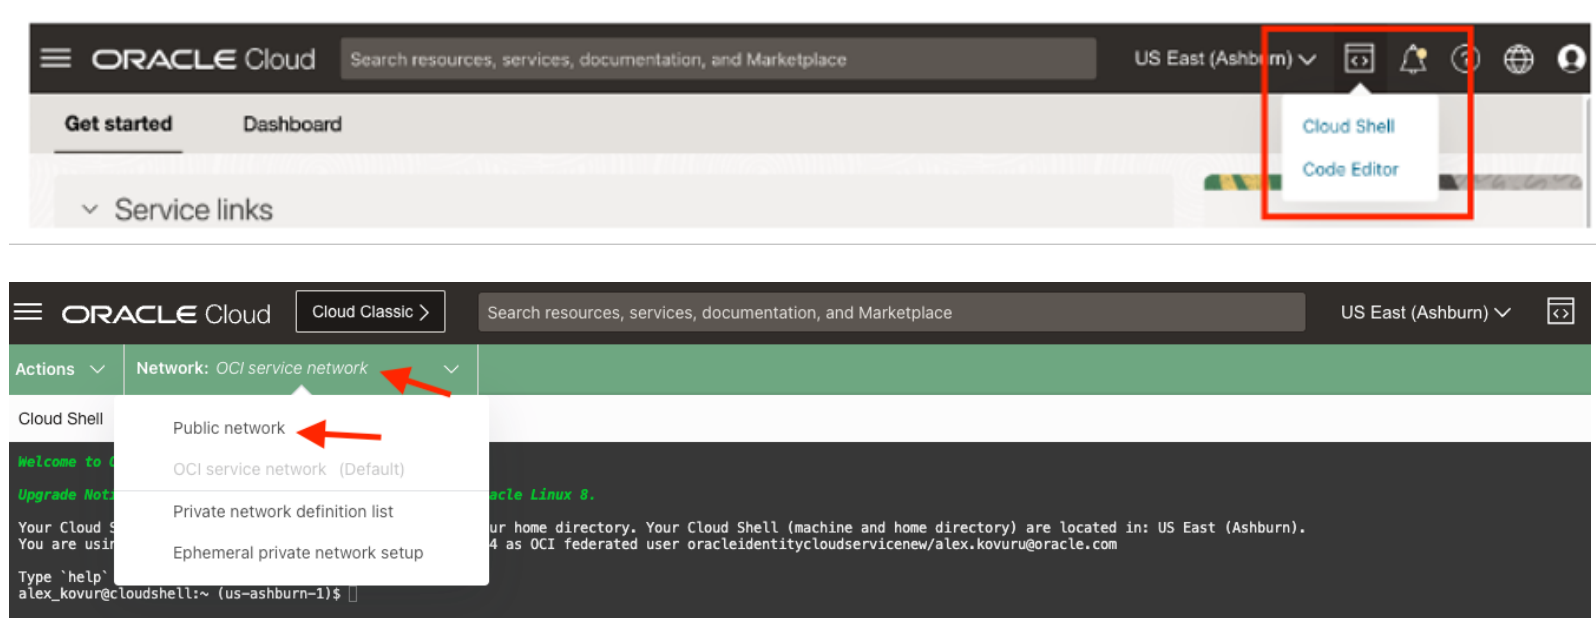 ORACLE Cloud
Search resources, services, documentation, and Marketplace
US East (Ashburn)
Get started
Dashboard
Cloud Shell
Code Editor
Service links
ORACLE Cloud
Cloud Classic
Search resources, services, documentation, and Marketplace
US East (Ashburn)
Actions
Network: OCI service network
Cloud Shell
Public network
OCI service network (Default)
Private network definition list
Ephemeral private network setup
Welcome to
Upgrade Noti acle Linux 8.
Your Cloud S ur home directory. Your Cloud Shell (machine and home directory) are located in: US East (Ashburn).
You are usin 4 as OCI federated user oracleidentitycloudservicenew/alex.kovuru@oracle.com
Type `help`
alex_kovur@cloudshell:~ (us-ashburn-1)$